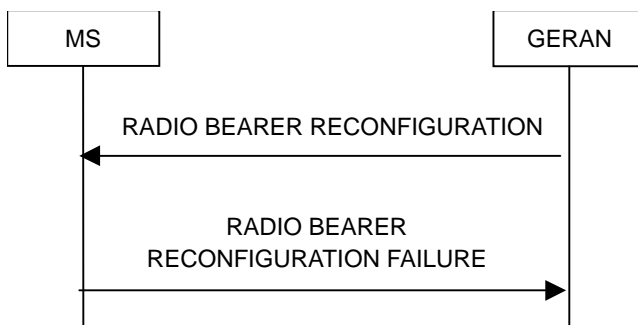 MS
GERAN
RADIO BEARER RECONFIGURATION
RADIO BEARER
RECONFIGURATION FAILURE